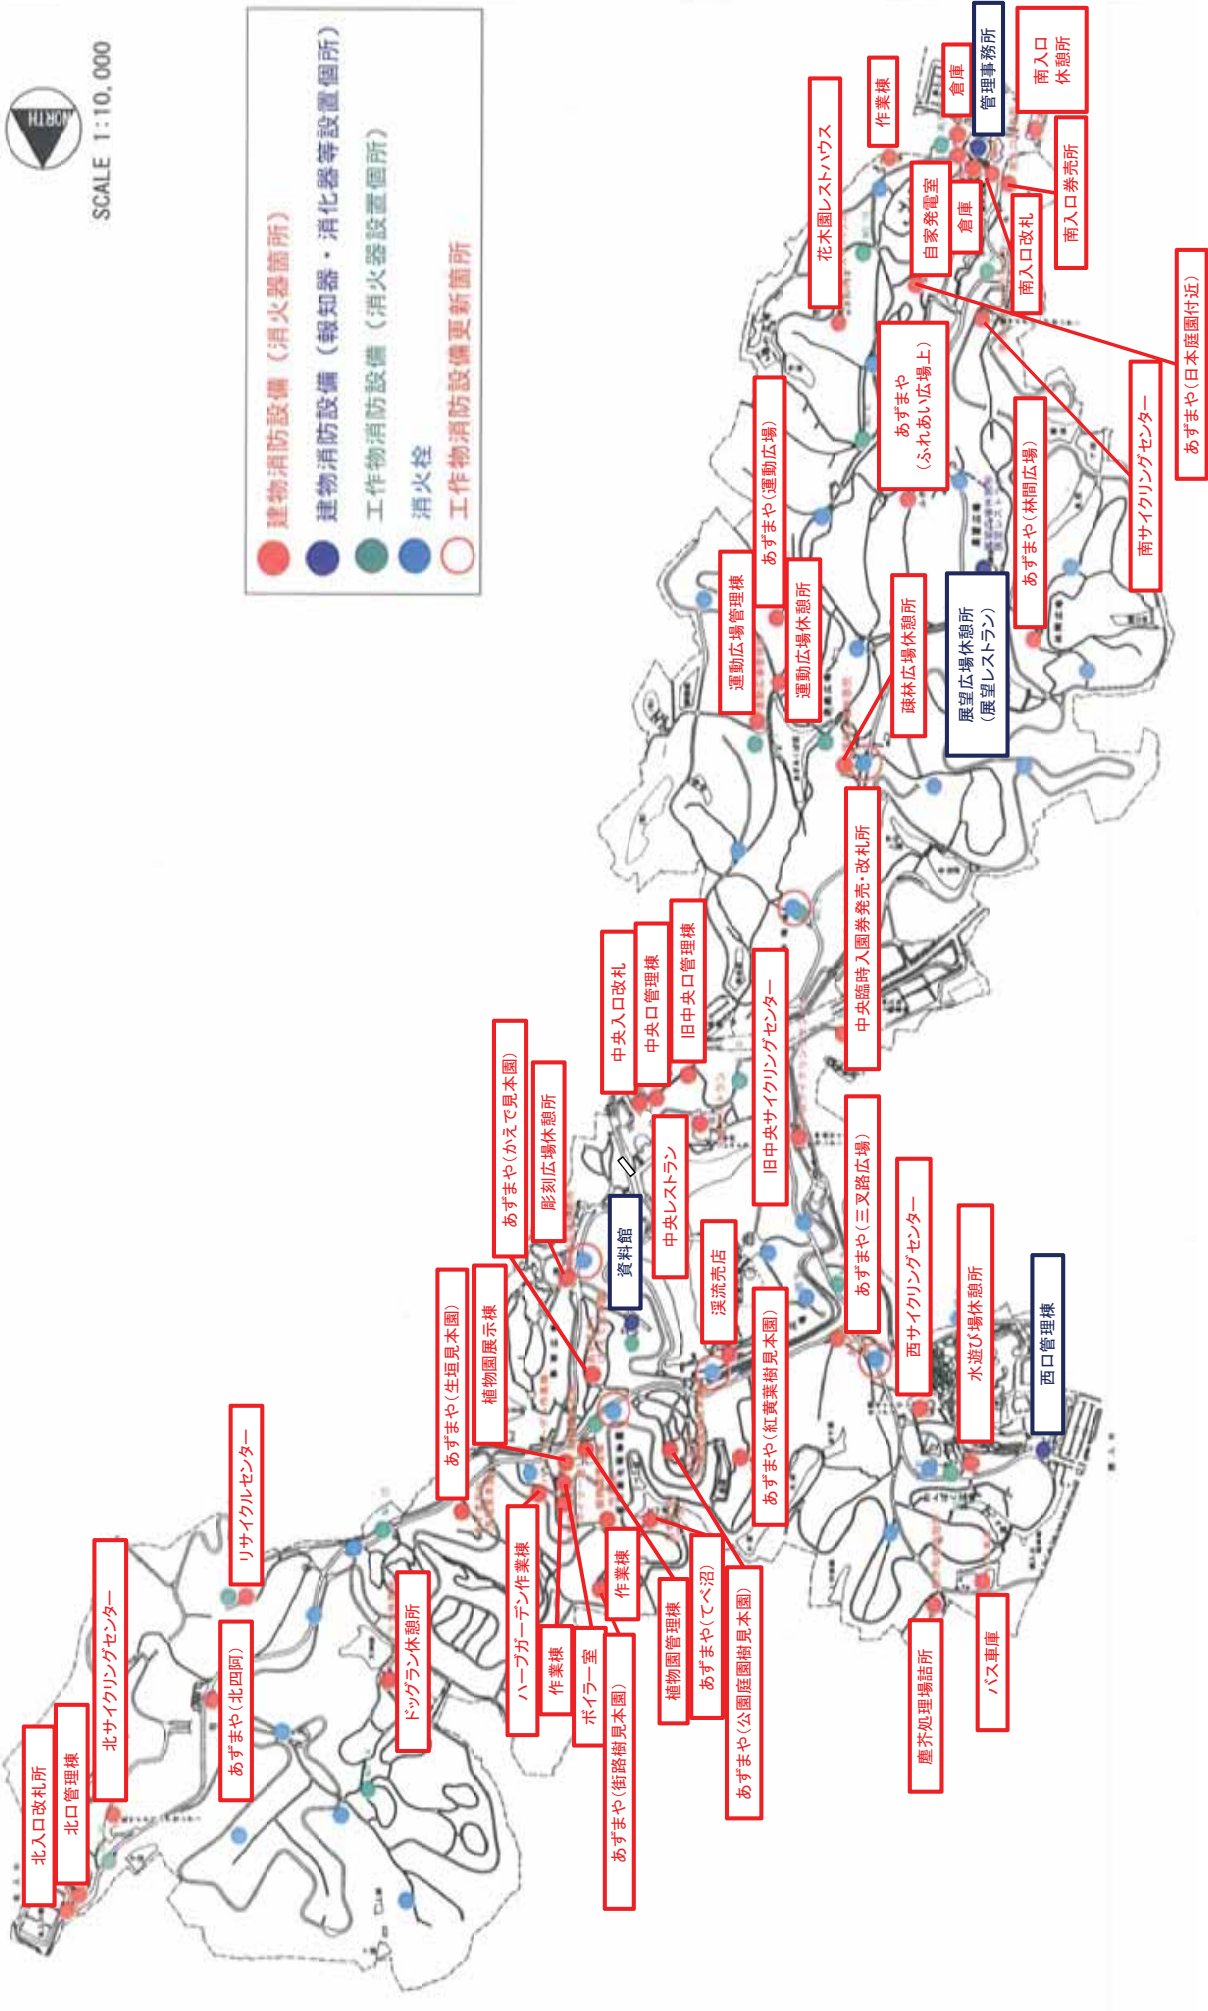 NORTH
SCALE 1:10,000
建物消防設備（消火器箇所）
建物消防設備（報知器・消化器等設置個所）
工作物消防設備（消火器設置個所）
消火栓
工作物消防設備更新箇所
北入口改札所
北口管理棟
北サイクリングセンター
リサイクルセンター
あずまや(北四阿)
ドッグラン休憩所
あずまや(生垣見本園)
植物園展示棟
あずまや(かえで見本園)
彫刻広場休憩所
ハーブガーデン作業棟
作業棟
ボイラー室
あずまや(街路樹見本園)
作業棟
植物園管理棟
あずまや(てべ沼)
あずまや(公園庭園樹見本園)
資料館
中央入口改札
中央口管理棟
旧中央口管理棟
中央レストラン
渓流売店
あずまや(紅黄葉樹見本園)
旧中央サイクリングセンター
あずまや(三叉路広場)
西サイクリングセンター
水遊び場休憩所
西口管理棟
塵芥処理場詰所
バス車庫
中央臨時入園券発売・改札所
運動広場管理棟
あずまや(運動広場)
運動広場休憩所
疎林広場休憩所
展望広場休憩所
(展望レストラン)
花木園レストハウス
あずまや
(ふれあい広場上)
あずまや(林間広場)
南サイクリングセンター
あずまや(日本庭園付近)
作業棟
倉庫
管理事務所
南入口
休憩所
自家発電室
倉庫
南入口改札
南入口券売所